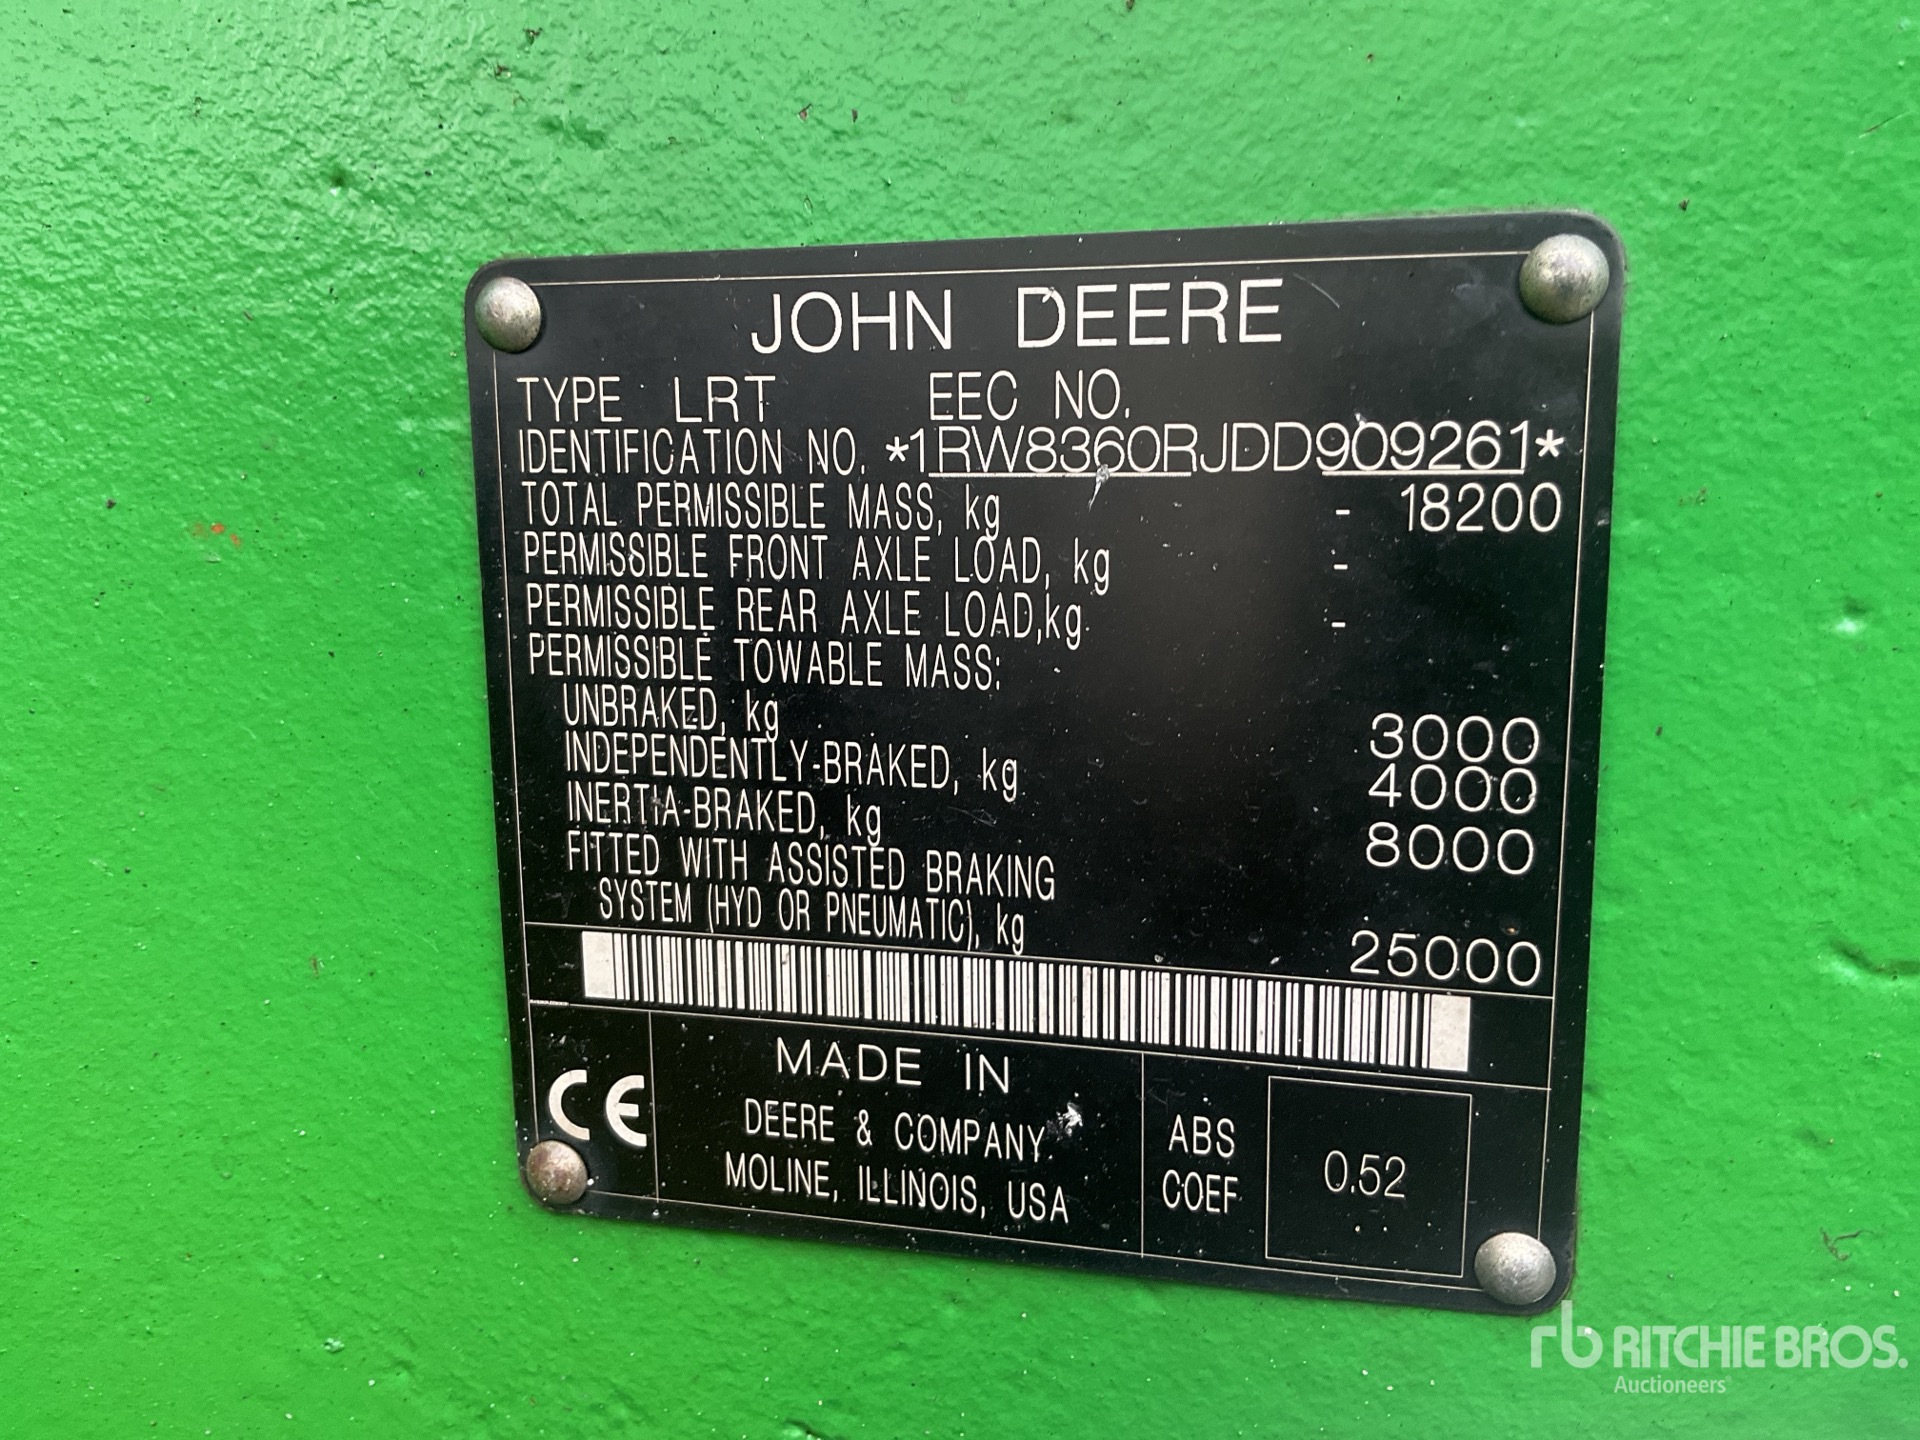 JOHN DEERE
TYPE LRT EEC NO.
IDENTIFICATION NO. *1RW8360RJDD909261*
TOTAL PERMISSIBLE MASS, kg - 18200
PERMISSIBLE FRONT AXLE LOAD, kg -
PERMISSIBLE REAR AXLE LOAD, kg -
PERMISSIBLE TOWABLE MASS:
UNBRAKED, kg 3000
INDEPENDENTLY-BRAKED, kg 4000
INERTIA-BRAKED, kg 8000
FITTED WITH ASSISTED BRAKING
SYSTEM (HYD OR PNEUMATIC), kg 25000
CE
MADE IN
DEERE & COMPANY
MOLINE, ILLINOIS, USA
ABS
COEF
0.52
rb RITCHIE BROS.
Auctioneers